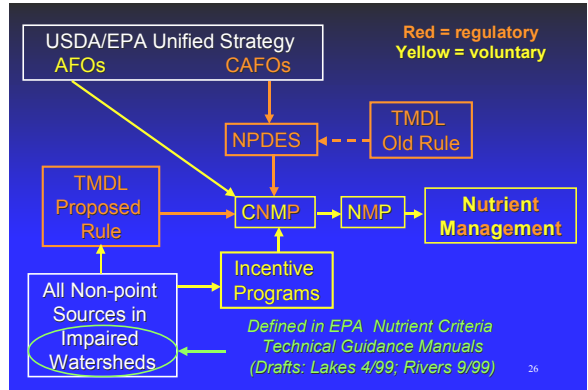 USDA/EPA Unified Strategy
AFOs CAFOs
Red = regulatory
Yellow = voluntary
NPDES
TMDL
Old Rule
TMDL
Proposed
Rule
CNMP
NMP
Nutrient
Management
Incentive
Programs
All Non-point
Sources in
Impaired
Watersheds
Defined in EPA Nutrient Criteria
Technical Guidance Manuals
(Drafts: Lakes 4/99; Rivers 9/99)
26